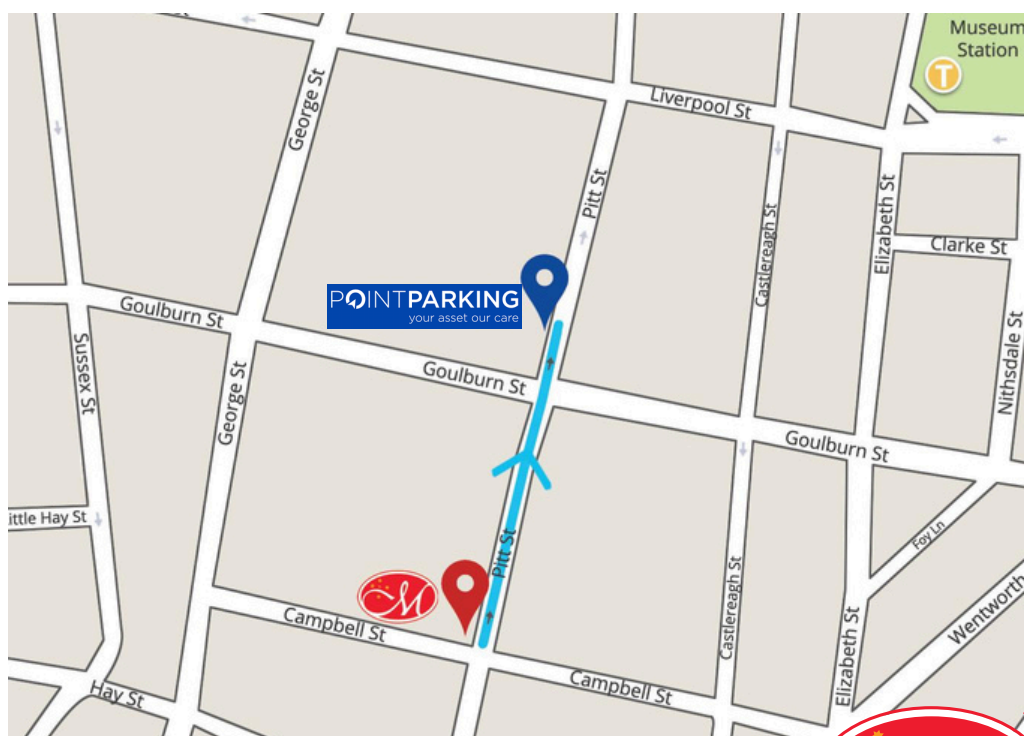 Museum
Station
T
George St
Liverpool St
Pitt St
Castlereagh St
Elizabeth St
Clarke St
POINTPARKING
your asset our care
Goulburn St
Sussex St
George St
Goulburn St
Nithsdale St
Goulburn St
ittle Hay St
Foy Ln
Pitt St
M
Campbell St
Castlereagh St
Elizabeth St
Wentworth
Hay St
Campbell St